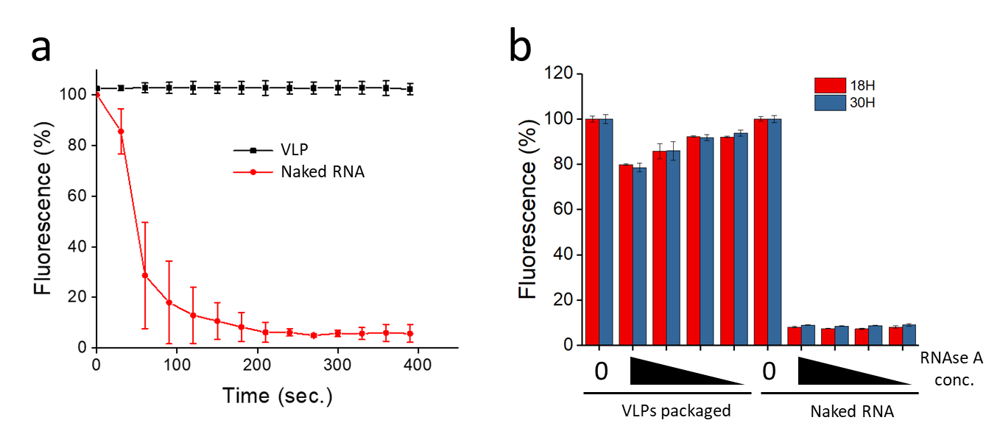 a
Fluorescence (%)
100
80
60
40
20
0
0 100 200 300 400
Time (sec.)
VLP
Naked RNA
b
Fluorescence (%)
120
100
80
60
40
20
0
18H
30H
0 0
RNAse A
conc.
VLPs packaged
Naked RNA